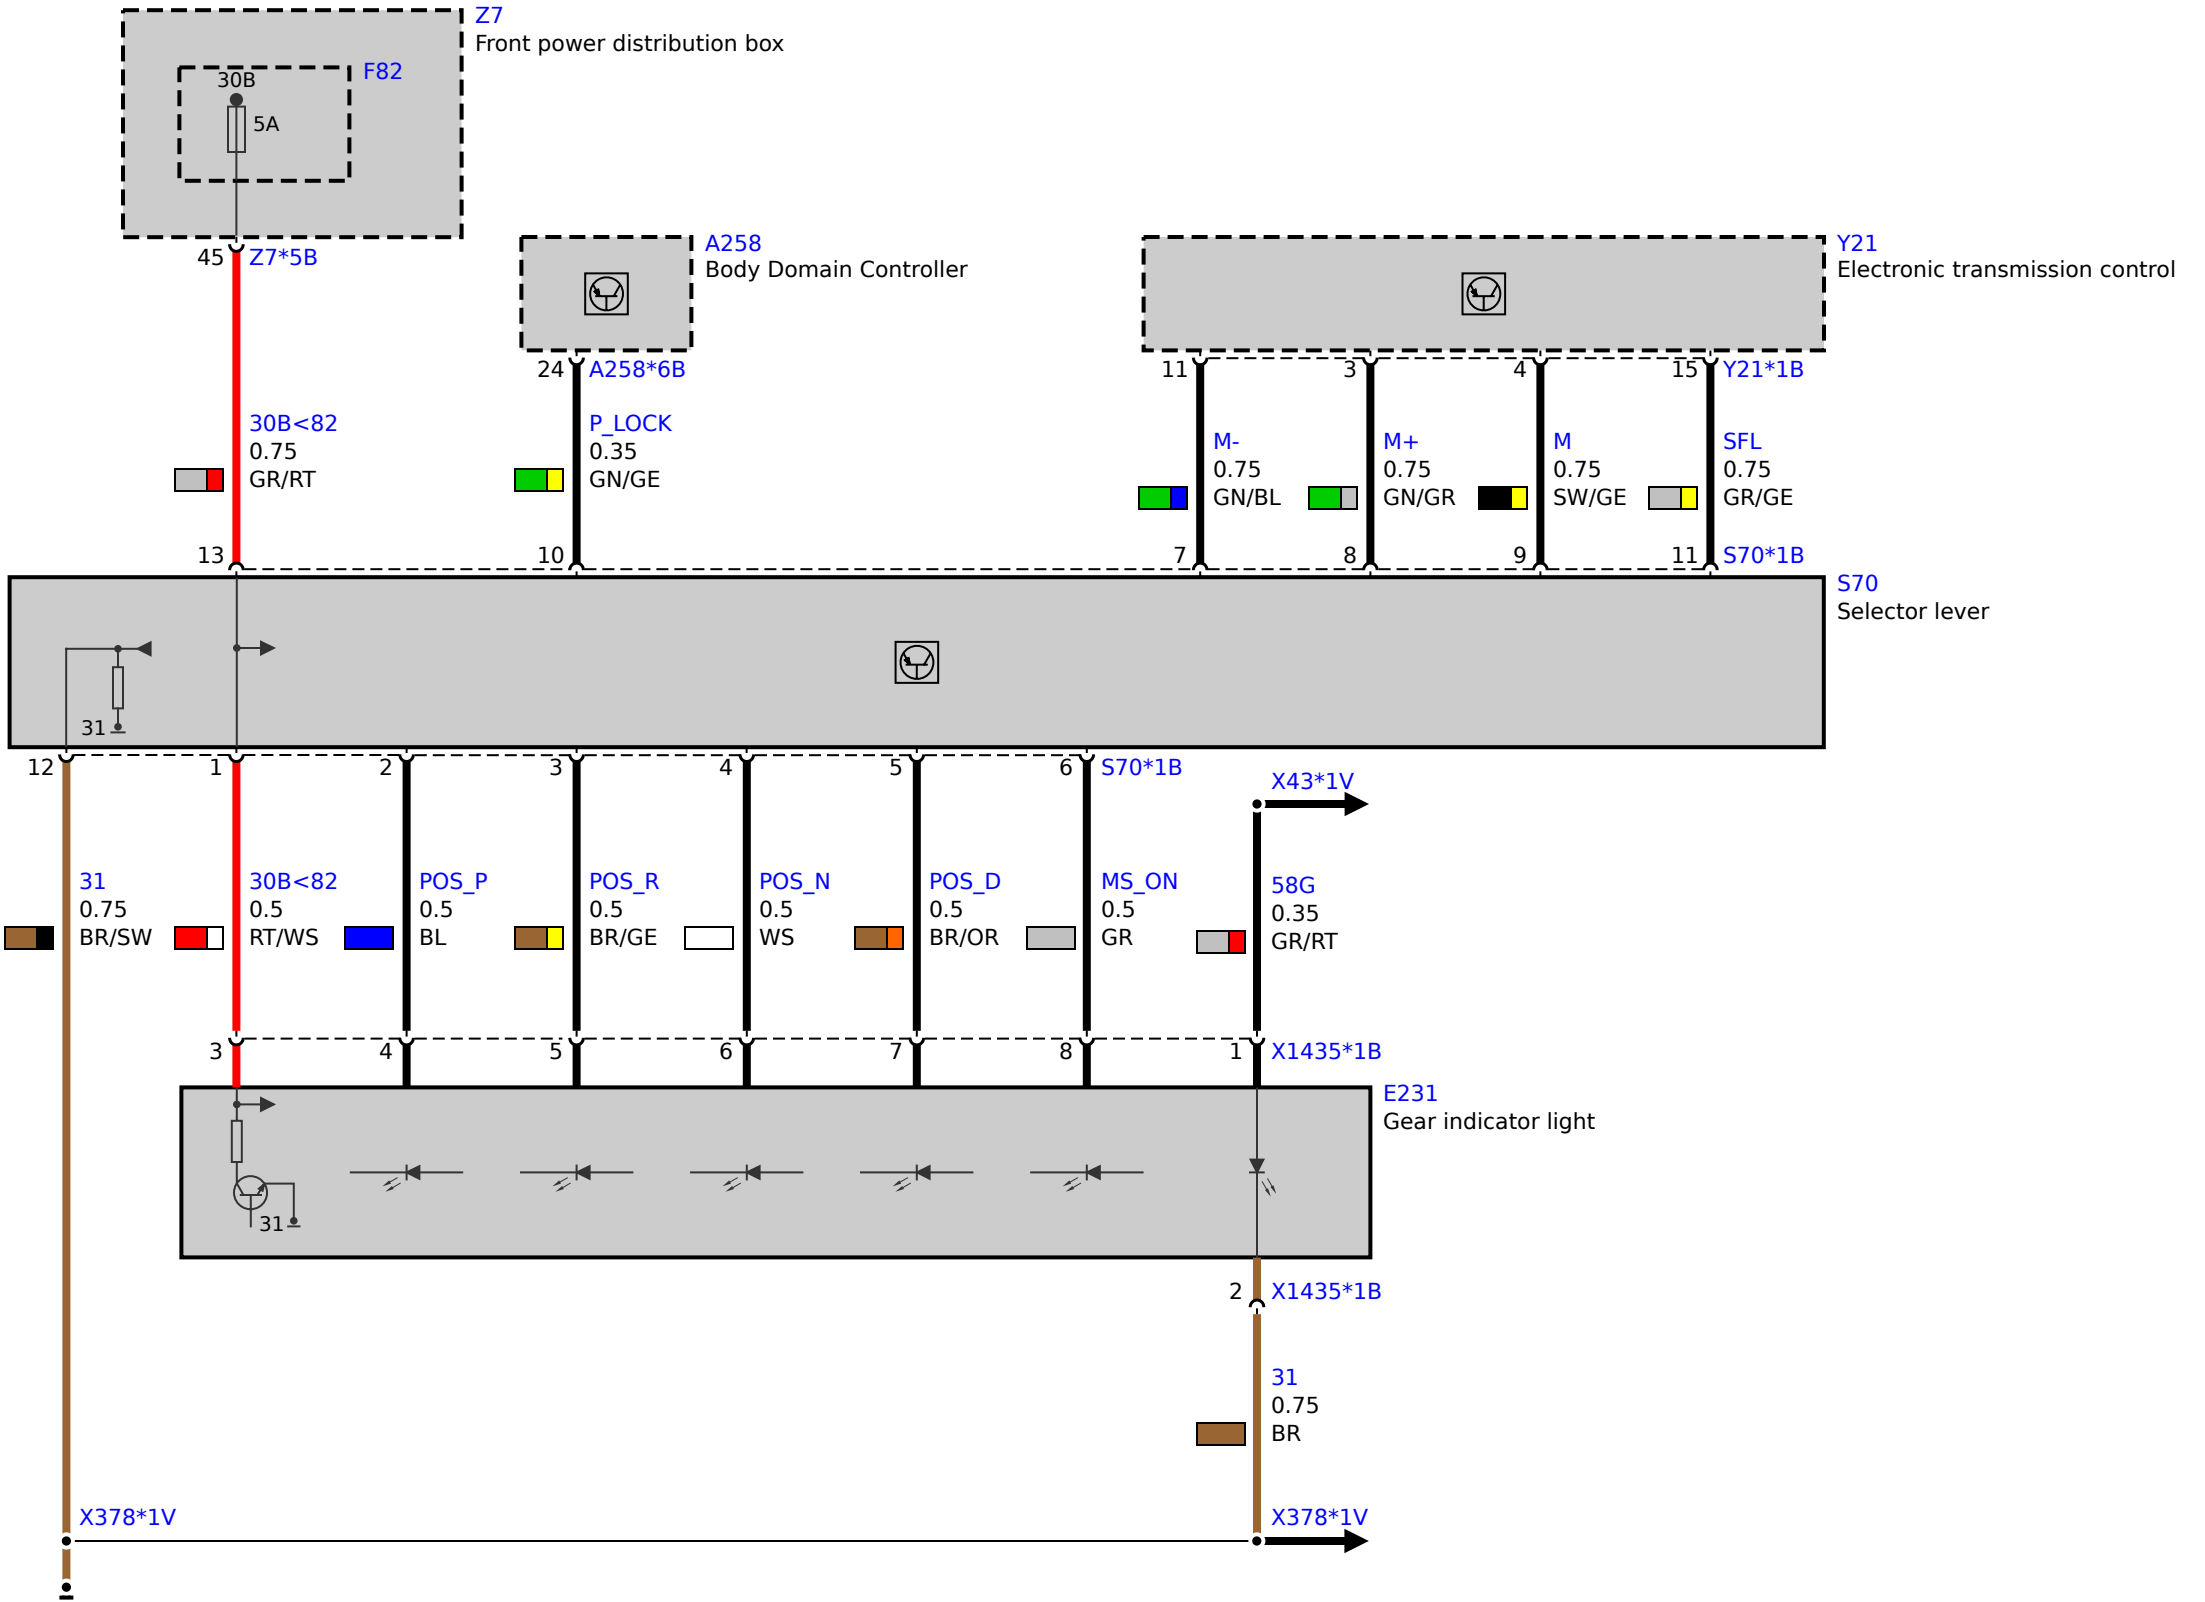 Z7
Front power distribution box
F82
30B
5A
45 Z7*5B
A258
Body Domain Controller
Y21
Electronic transmission control
24 A258*6B
11 3 4 15 Y21*1B
30B<82
0.75
GR/RT
P_LOCK
0.35
GN/GE
M-
0.75
GN/BL
M+
0.75
GN/GR
M
0.75
SW/GE
SFL
0.75
GR/GE
13 10 7 8 9 11 S70*1B
S70
Selector lever
31
12 1 2 3 4 5 6 S70*1B
X43*1V
31
0.75
BR/SW
30B<82
0.5
RT/WS
POS_P
0.5
BL
POS_R
0.5
BR/GE
POS_N
0.5
WS
POS_D
0.5
BR/OR
MS_ON
0.5
GR
58G
0.35
GR/RT
3 4 5 6 7 8 1 X1435*1B
E231
Gear indicator light
31
2 X1435*1B
31
0.75
BR
X378*1V X378*1V